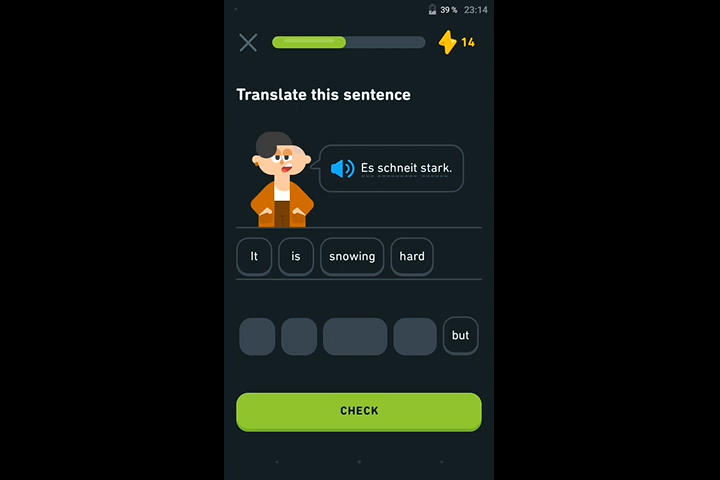 39 % 23:14
14
Translate this sentence
Es schneit stark.
It is snowing hard
but
CHECK